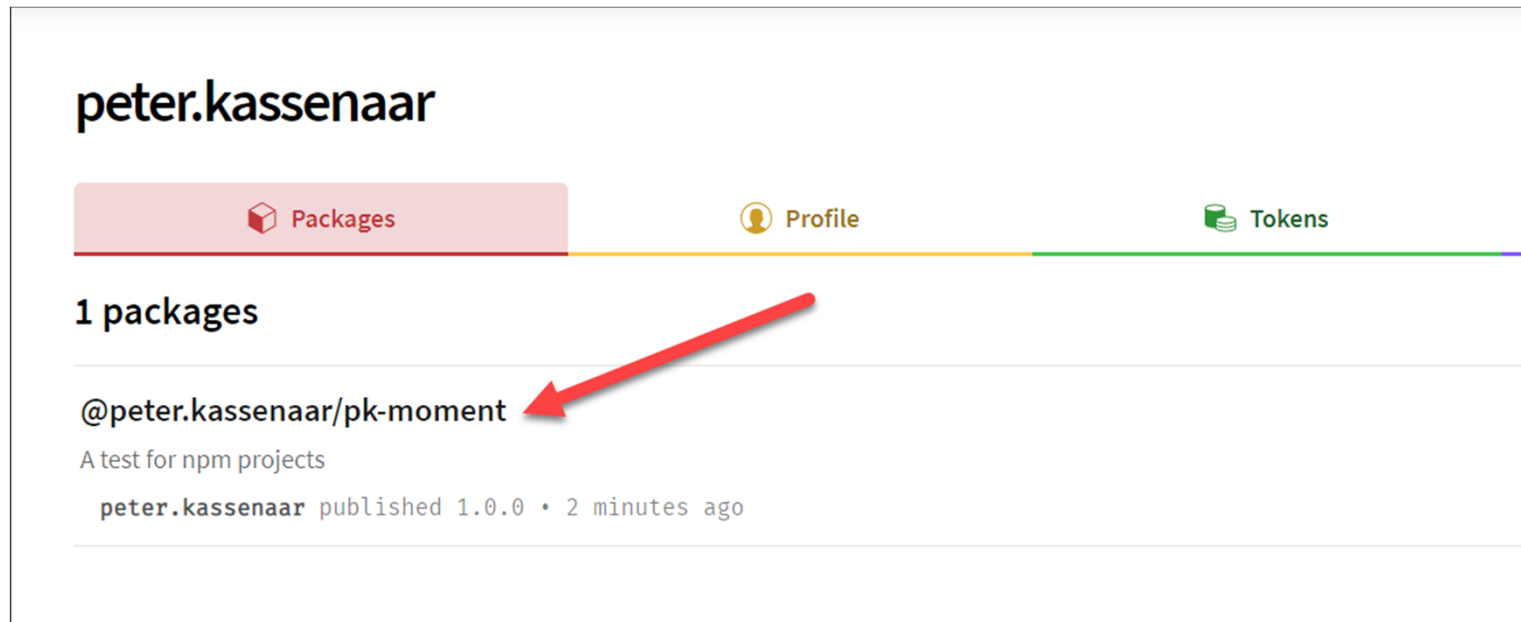 peter.kassenaar
Packages Profile Tokens
1 packages
@peter.kassenaar/pk-moment
A test for npm projects
peter.kassenaar published 1.0.0 • 2 minutes ago